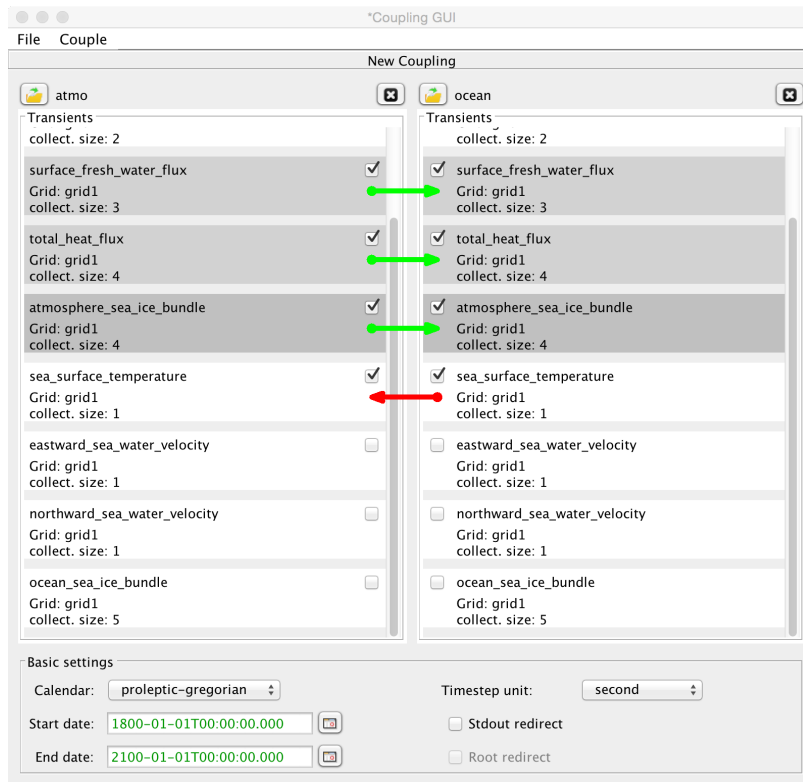 *Coupling GUI
File Couple
New Coupling
atmo
Transients
collect. size: 2
surface_fresh_water_flux
Grid: grid1
collect. size: 3
total_heat_flux
Grid: grid1
collect. size: 4
atmosphere_sea_ice_bundle
Grid: grid1
collect. size: 4
sea_surface_temperature
Grid: grid1
collect. size: 1
eastward_sea_water_velocity
Grid: grid1
collect. size: 1
northward_sea_water_velocity
Grid: grid1
collect. size: 1
ocean_sea_ice_bundle
Grid: grid1
collect. size: 5
ocean
Transients
collect. size: 2
surface_fresh_water_flux
Grid: grid1
collect. size: 3
total_heat_flux
Grid: grid1
collect. size: 4
atmosphere_sea_ice_bundle
Grid: grid1
collect. size: 4
sea_surface_temperature
Grid: grid1
collect. size: 1
eastward_sea_water_velocity
Grid: grid1
collect. size: 1
northward_sea_water_velocity
Grid: grid1
collect. size: 1
ocean_sea_ice_bundle
Grid: grid1
collect. size: 5
Basic settings
Calendar: proleptic-gregorian
Timestep unit: second
Start date: 1800-01-01T00:00:00.000
Stdout redirect
End date: 2100-01-01T00:00:00.000
Root redirect